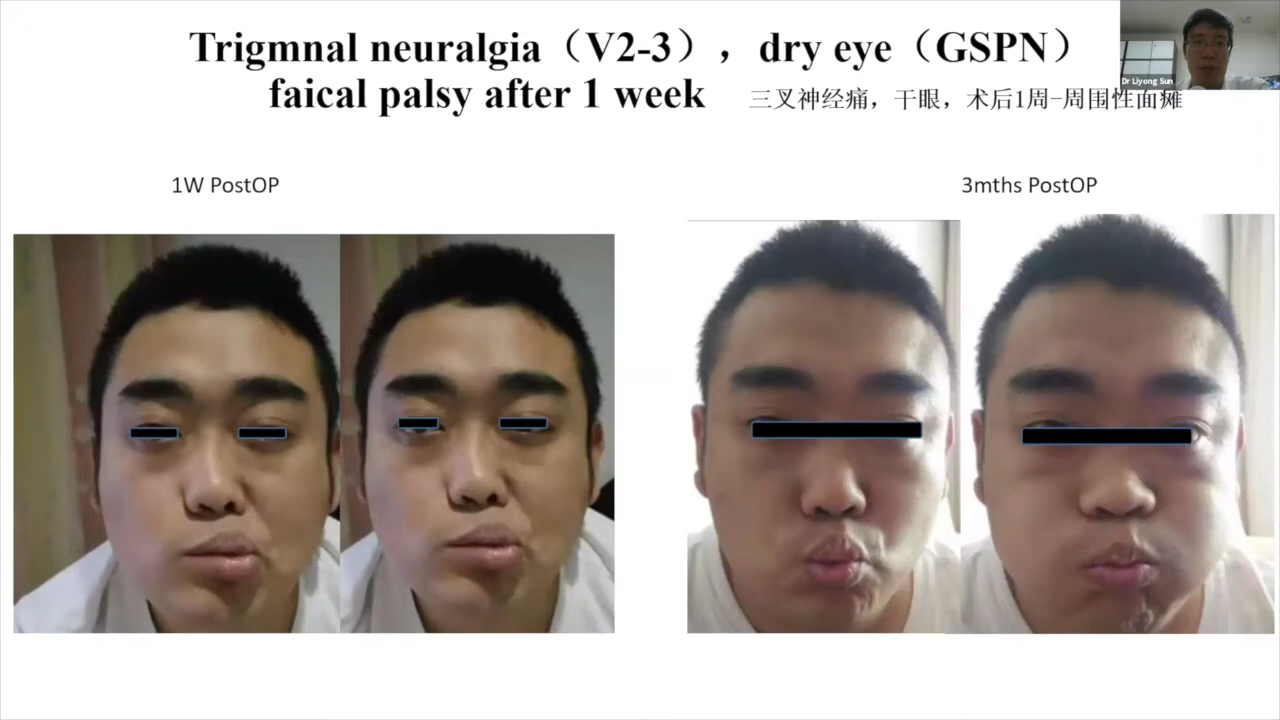 Trigmnal neuralgia（V2-3），dry eye（GSPN）
faical palsy after 1 week 三叉神经痛，干眼，术后1周-周围性面瘫
Dr Liyong Sun
1W PostOP
3mths PostOP